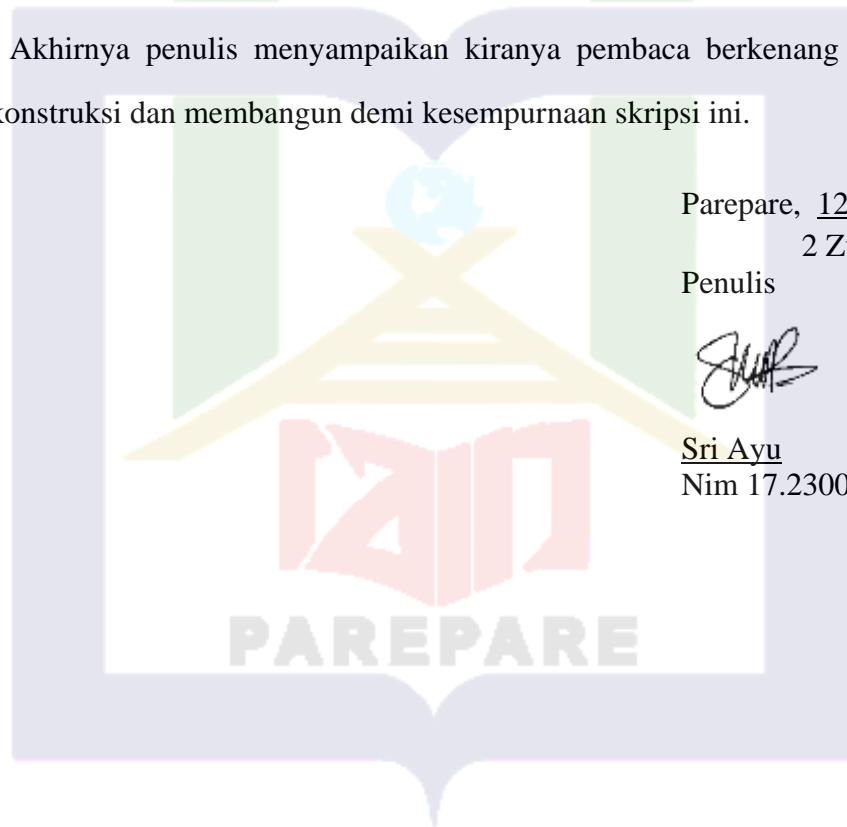 Akhirnya penulis menyampaikan kiranya pembaca berkenang
konstruksi dan membangun demi kesempurnaan skripsi ini.
Parepare, 12
2 Z
Penulis
Sri Ayu
Nim 17.2300
iain
PAREPARE